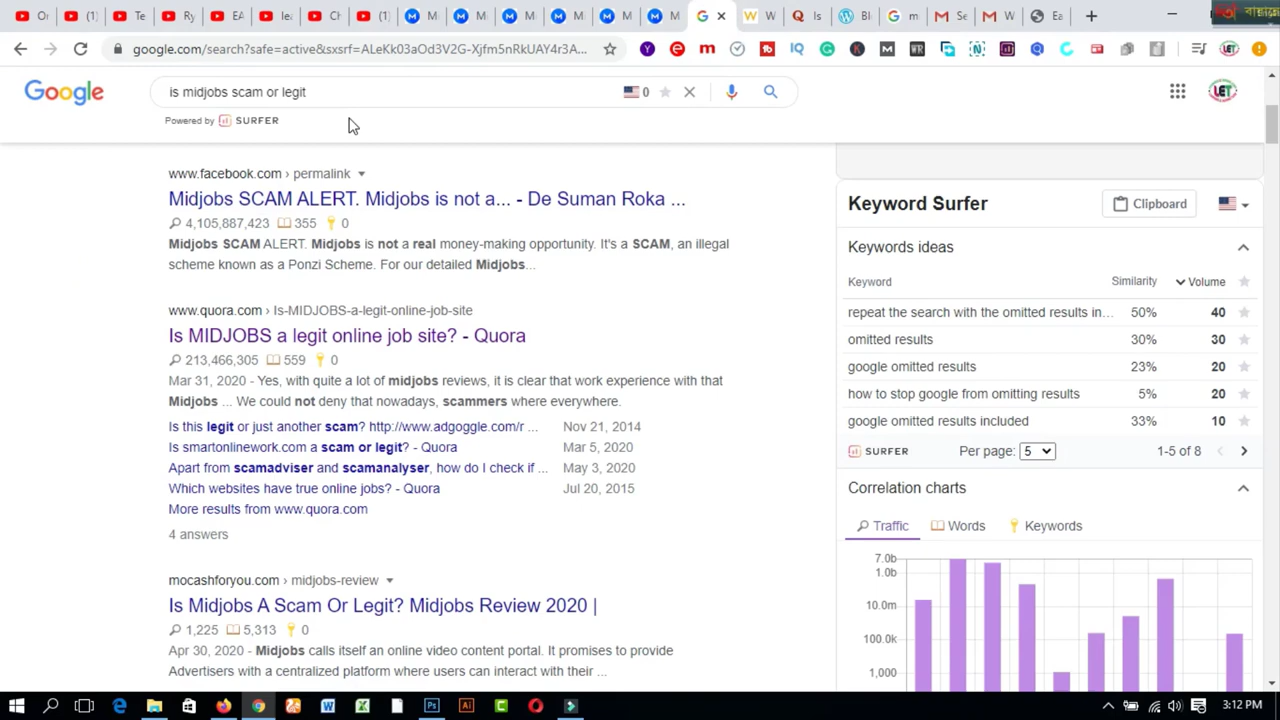 Or
(1)
Te
Ry
EA
lea
Ch
(1)
M
M
M
M
M
M
G
W
Is
Bl
m
Se
M
Ea
google.com/search?safe=active&sxsrf=ALeKk03aOd3V2G-Xjfm5nRkUAY4r3A...
Google
is midjobs scam or legit
0
Powered by SURFER
LET
www.facebook.com › permalink
Midjobs SCAM ALERT. Midjobs is not a... - De Suman Roka ...
4,105,887,423 355 0
Midjobs SCAM ALERT. Midjobs is not a real money-making opportunity. It's a SCAM, an illegal
scheme known as a Ponzi Scheme. For our detailed Midjobs...
www.quora.com › Is-MIDJOBS-a-legit-online-job-site
Is MIDJOBS a legit online job site? - Quora
213,466,305 559 0
Mar 31, 2020 - Yes, with quite a lot of midjobs reviews, it is clear that work experience with that
Midjobs ... We could not deny that nowadays, scammers where everywhere.
Is this legit or just another scam? http://www.adgoggle.com/r ... Nov 21, 2014
Is smartonlinework.com a scam or legit? - Quora Mar 5, 2020
Apart from scamadviser and scamanalyser, how do I check if ... May 3, 2020
Which websites have true online jobs? - Quora Jul 20, 2015
More results from www.quora.com
4 answers
mocashforyou.com › midjobs-review
Is Midjobs A Scam Or Legit? Midjobs Review 2020 |
1,225 5,313 0
Apr 30, 2020 - Midjobs calls itself an online video content portal. It promises to provide
Advertisers with a centralized platform where users can interact with their ...
Keyword Surfer
Clipboard
Keywords ideas
Keyword Similarity Volume
repeat the search with the omitted results in... 50% 40
omitted results 30% 30
google omitted results 23% 20
how to stop google from omitting results 5% 20
google omitted results included 33% 10
SURFER Per page: 5 1-5 of 8
Correlation charts
Traffic Words Keywords
7.0b
1.0b
10.0m
100.0k
1,000
3:12 PM